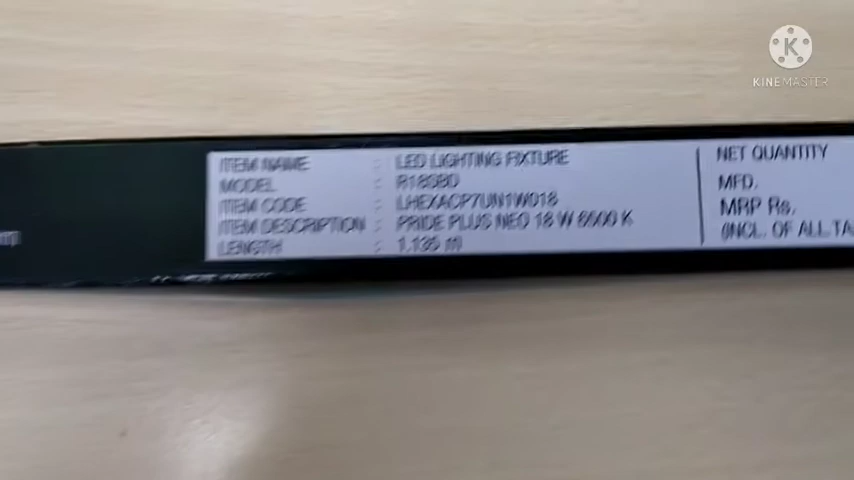 K
KINEMASTER
ITEM NAME : LED LIGHTING FIXTURE
MODEL :
ITEM CODE : LHEXACP7UN1W018
ITEM DESCRIPTION : PRIDE PLUS NEO 18 W 6500 K
LENGTH : 1.135 m
NET QUANTITY
MFD.
MRP Rs.
(INCL. OF ALL TA